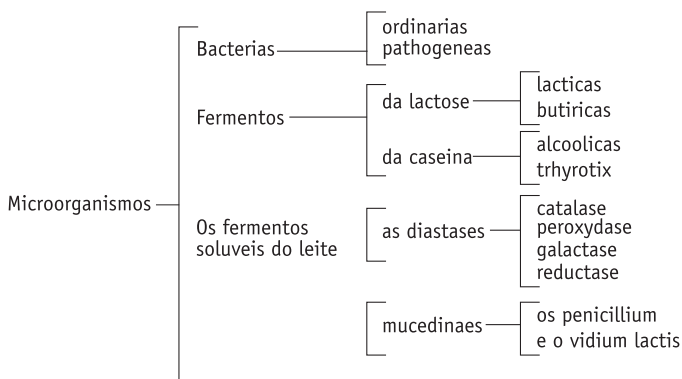 ordinarias
Bacterias
pathogeneas
lacticas
da lactose
butiricas
Fermentos
alcoolicas
da caseina
trhyrotix
Microorganismos
catalase
Os fermentos
as diastases
peroxydase
soluveis do leite
galactase
reductase
os penicillium
mucedinaes
e o vidium lactis